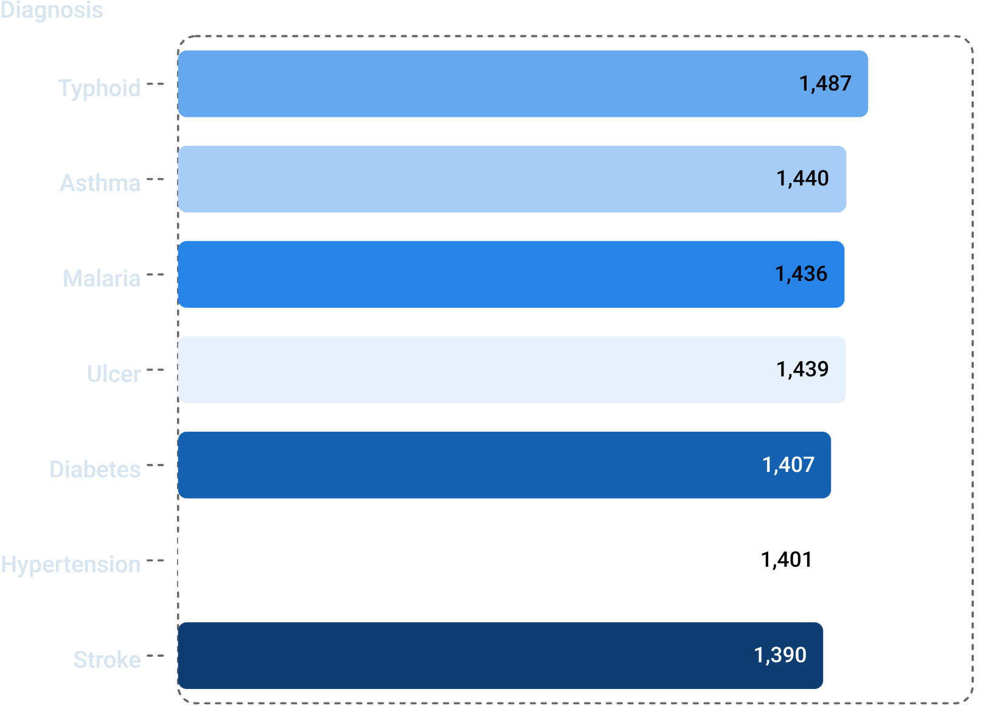 Diagnosis
Typhoid 1,487
Asthma 1,440
Malaria 1,436
Ulcer 1,439
Diabetes 1,407
Hypertension 1,401
Stroke 1,390